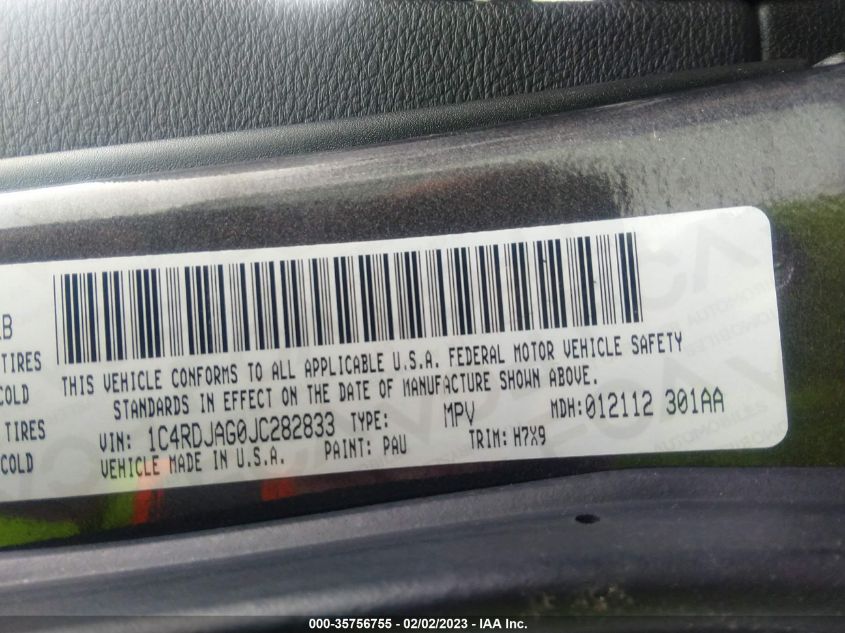 B
TIRES
COLD
TIRES
COLD
THIS VEHICLE CONFORMS TO ALL APPLICABLE U.S.A. FEDERAL MOTOR VEHICLE SAFETY
STANDARDS IN EFFECT ON THE DATE OF MANUFACTURE SHOWN ABOVE.
VIN: 1C4RDJAG0JC282833 TYPE: MPV MDH:012112 301AA
VEHICLE MADE IN U.S.A. PAINT: PAU TRIM: H7X9
000-35756755 - 02/02/2023 - IAA Inc.